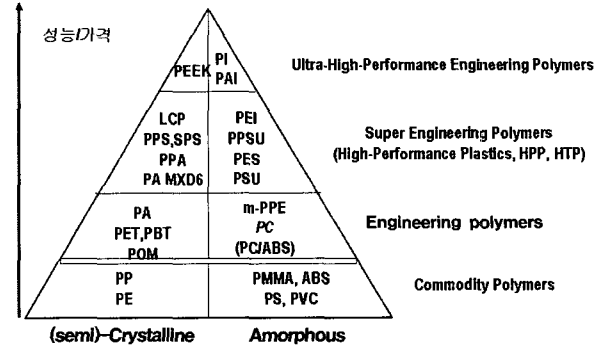 성능/가격
PEEK
PI
PAI
Ultra-High-Performance Engineering Polymers
LCP
PPS,SPS
PPA
PA MXD6
PEI
PPSU
PES
PSU
Super Engineering Polymers
(High-Performance Plastics, HPP, HTP)
PA
PET,PBT
POM
m-PPE
PC
(PC/ABS)
Engineering polymers
PP
PE
PMMA, ABS
PS, PVC
Commodity Polymers
(semi)-Crystalline
Amorphous